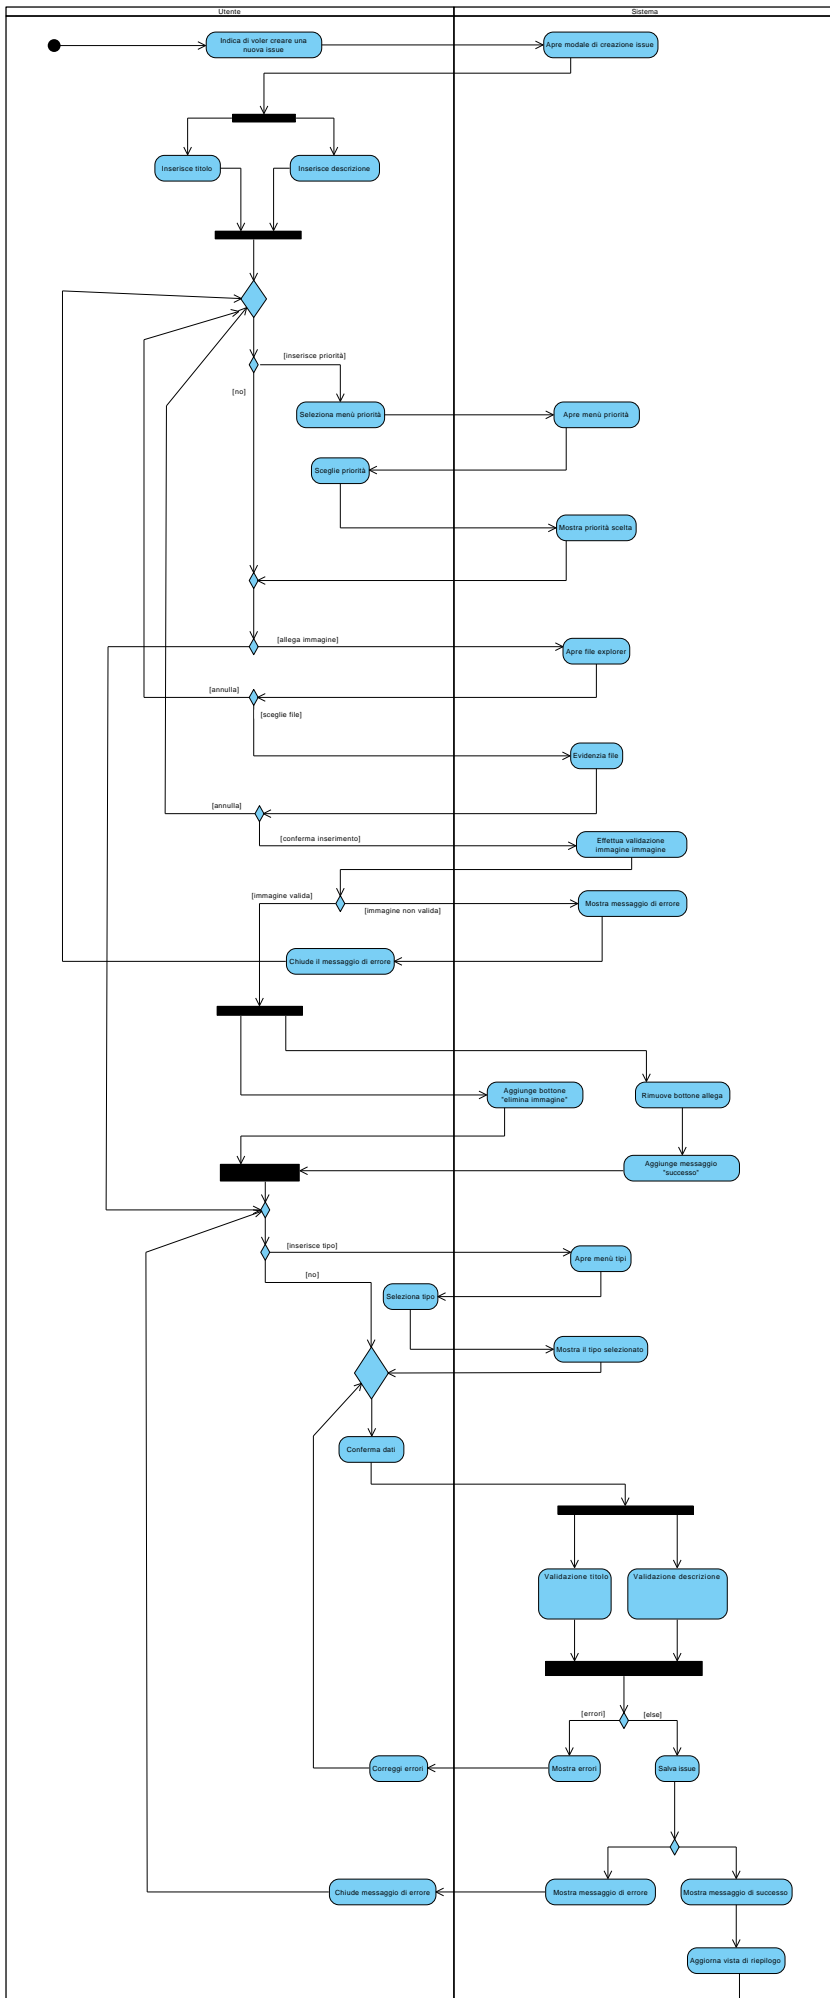 Utente
Sistema
Indica di voler creare una
nuova issue
Apre modale di creazione issue
Inserisce titolo
Inserisce descrizione
[inserisce priorità]
[no]
Seleziona menù priorità
Apre menù priorità
Sceglie priorità
Mostra priorità scelta
[allega immagine]
Apre file explorer
[annulla]
[sceglie file]
Evidenzia file
[annulla]
[conferma inserimento]
Effettua validazione
immagine immagine
[immagine valida]
[immagine non valida]
Mostra messaggio di errore
Chiude il messaggio di errore
Aggiunge bottone
"elimina immagine"
Rimuove bottone allega
Aggiunge messaggio
"successo"
[inserisce tipo]
Apre menù tipi
[no]
Seleziona tipo
Mostra il tipo selezionato
Conferma dati
Validazione titolo
Validazione descrizione
[errori]
[else]
Correggi errori
Mostra errori
Salva issue
Chiude messaggio di errore
Mostra messaggio di errore
Mostra messaggio di successo
Aggiorna vista di riepilogo